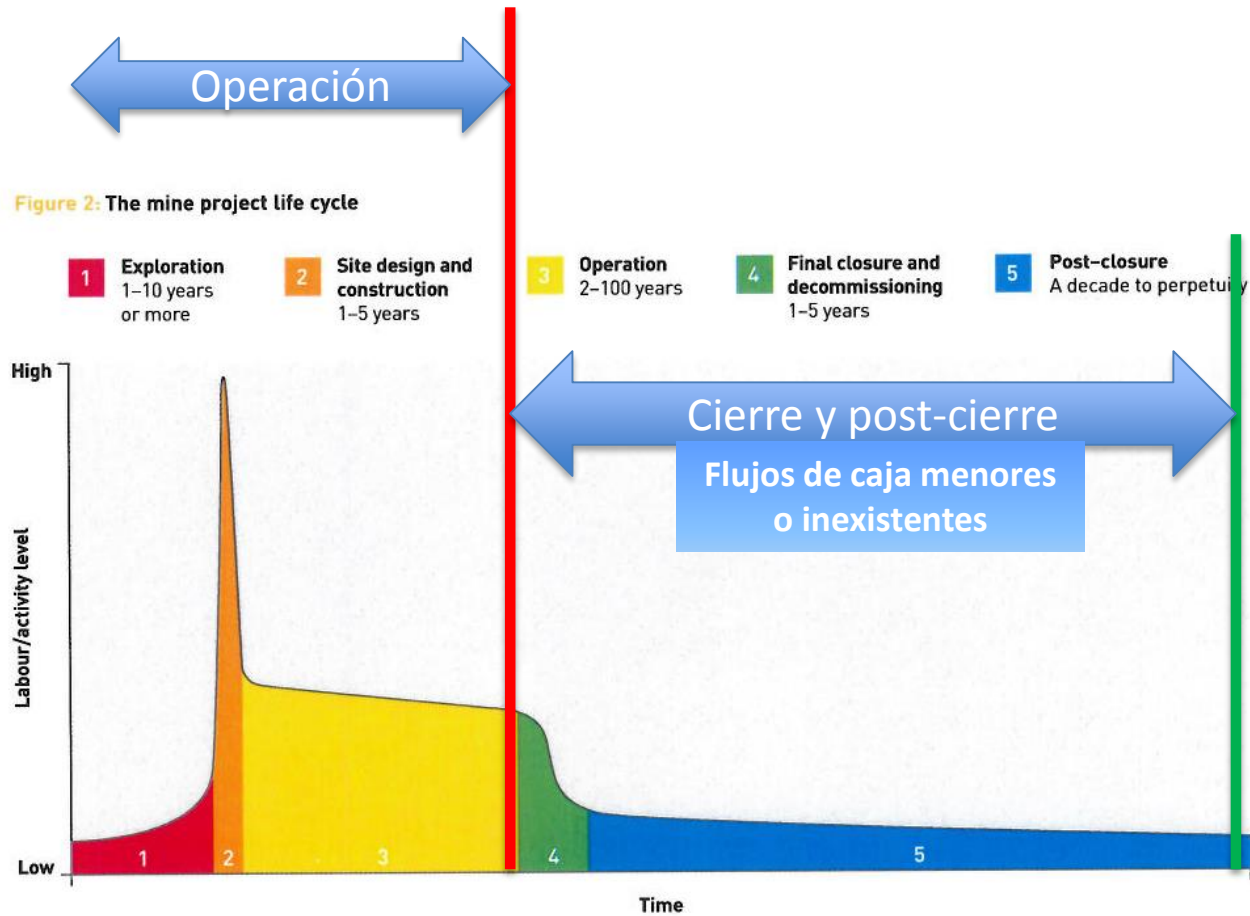 Operación
Figure 2: The mine project life cycle
1
Exploration
1–10 years
or more
2
Site design and
construction
1–5 years
3
Operation
2–100 years
4
Final closure and
decommissioning
1–5 years
5
Post–closure
A decade to perpetuity
High
Cierre y post-cierre
Flujos de caja menores
o inexistentes
Labour/activity level
1
2
3
4
5
Low
Time